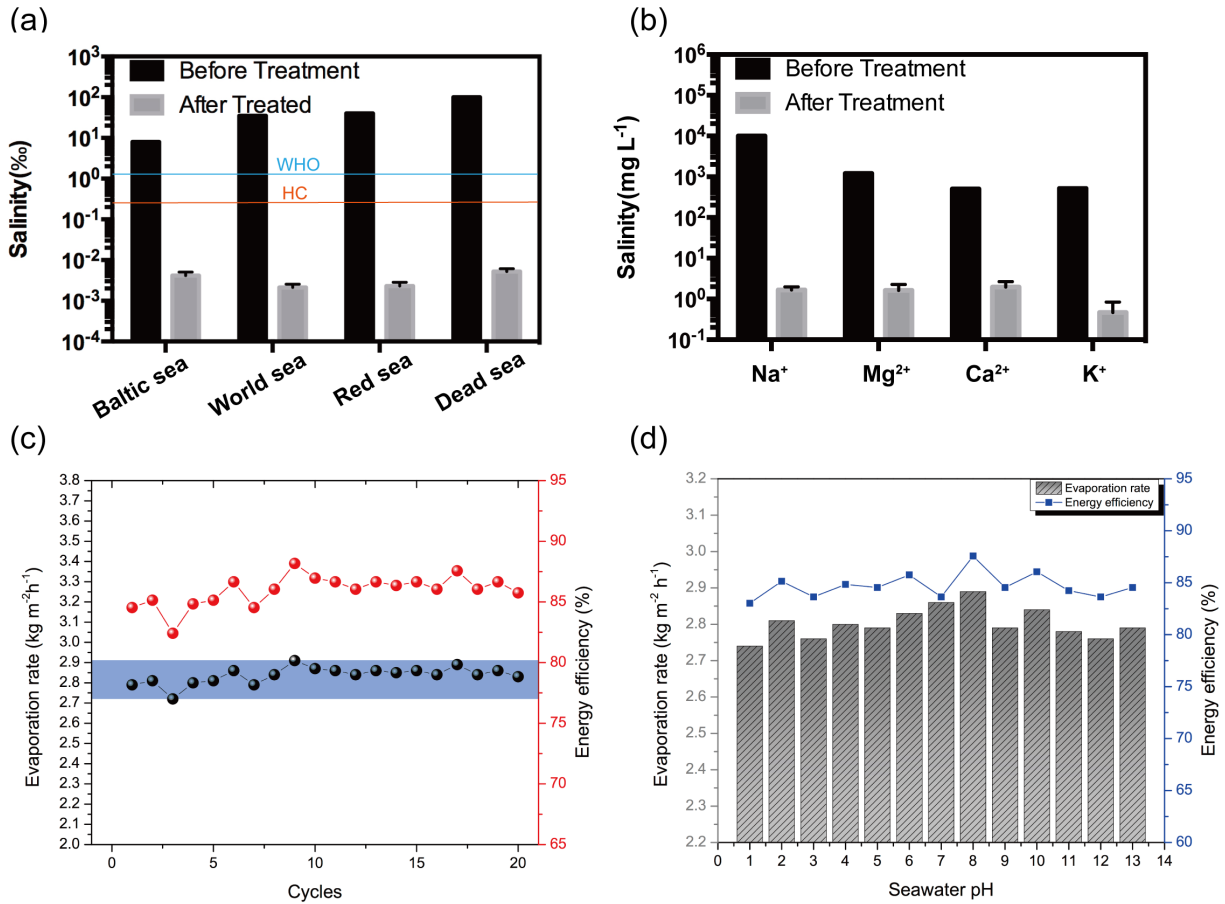 (a)
10³
10²
10¹
10⁰
10⁻¹
10⁻²
10⁻³
10⁻⁴
Salinity(‰)
Before Treatment
After Treated
WHO
HC
Baltic sea
World sea
Red sea
Dead sea
(b)
10⁶
10⁵
10⁴
10³
10²
10¹
10⁰
10⁻¹
Salinity(mg L⁻¹)
Before Treatment
After Treatment
Na⁺
Mg²⁺
Ca²⁺
K⁺
(c)
3.8
3.7
3.6
3.5
3.4
3.3
3.2
3.1
3.0
2.9
2.8
2.7
2.6
2.5
2.4
2.3
2.2
2.1
2.0
Evaporation rate (kg m⁻²h⁻¹)
95
90
85
80
75
70
65
Energy efficiency (%)
0 5 10 15 20
Cycles
(d)
3.2
3.1
3.0
2.9
2.8
2.7
2.6
2.5
2.4
2.3
2.2
Evaporation rate (kg m⁻² h⁻¹)
Evaporation rate
Energy efficiency
95
90
85
80
75
70
65
60
Energy efficiency (%)
0 1 2 3 4 5 6 7 8 9 10 11 12 13 14
Seawater pH